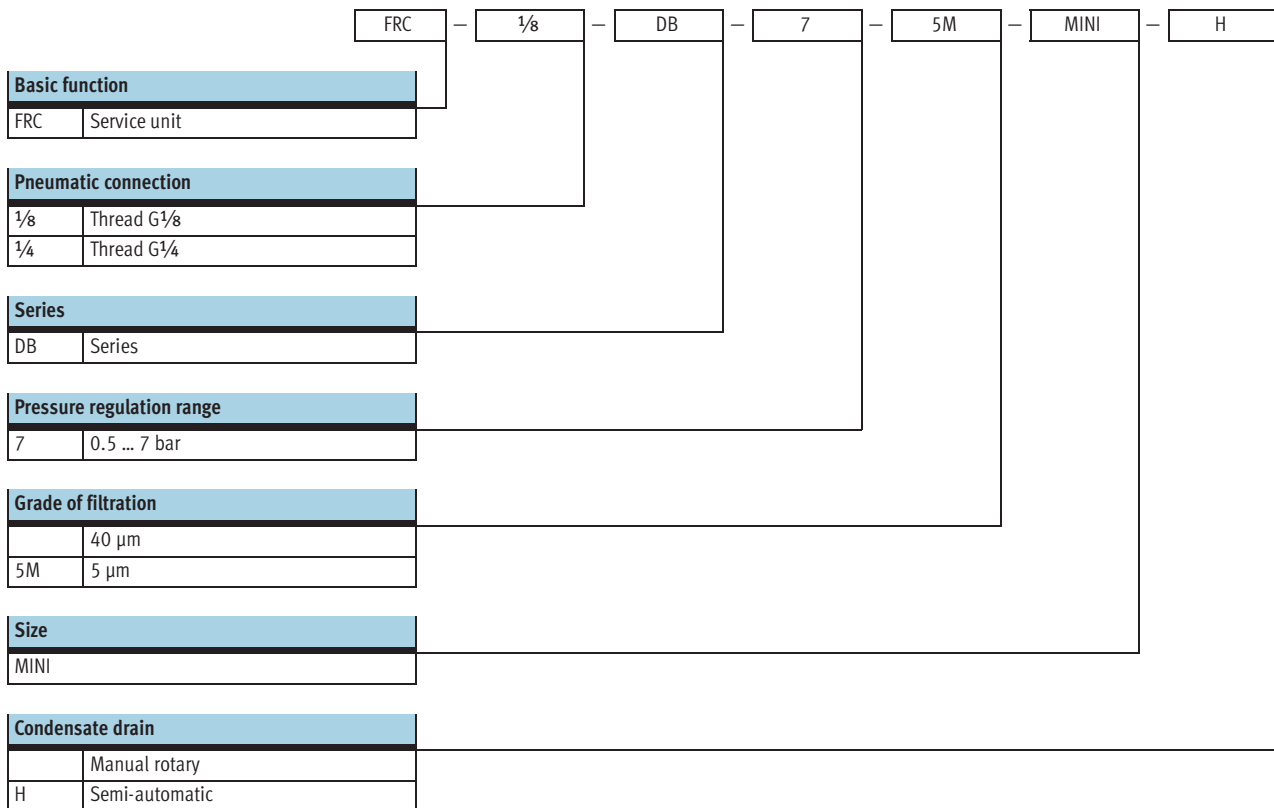 FRC – 1/8 – DB – 7 – 5M – MINI – H
Basic function
FRC Service unit
Pneumatic connection
1/8 Thread G1/8
1/4 Thread G1/4
Series
DB Series
Pressure regulation range
7 0.5 ... 7 bar
Grade of filtration
40 µm
5M 5 µm
Size
MINI
Condensate drain
Manual rotary
H Semi-automatic